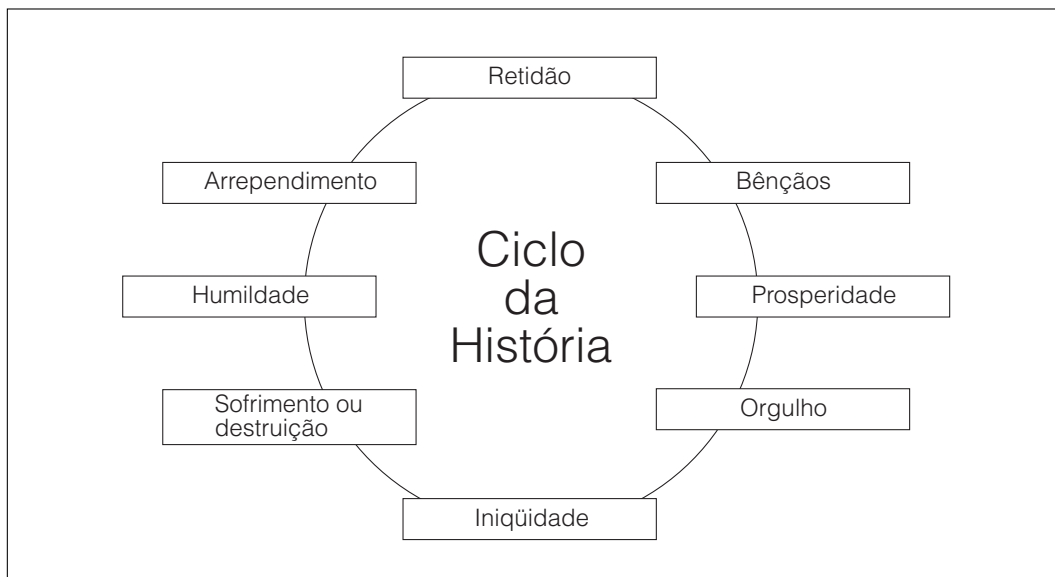 Retidão
Arrependimento
Bênçãos
Ciclo
da
História
Humildade
Prosperidade
Sofrimento ou
destruição
Orgulho
Iniqüidade